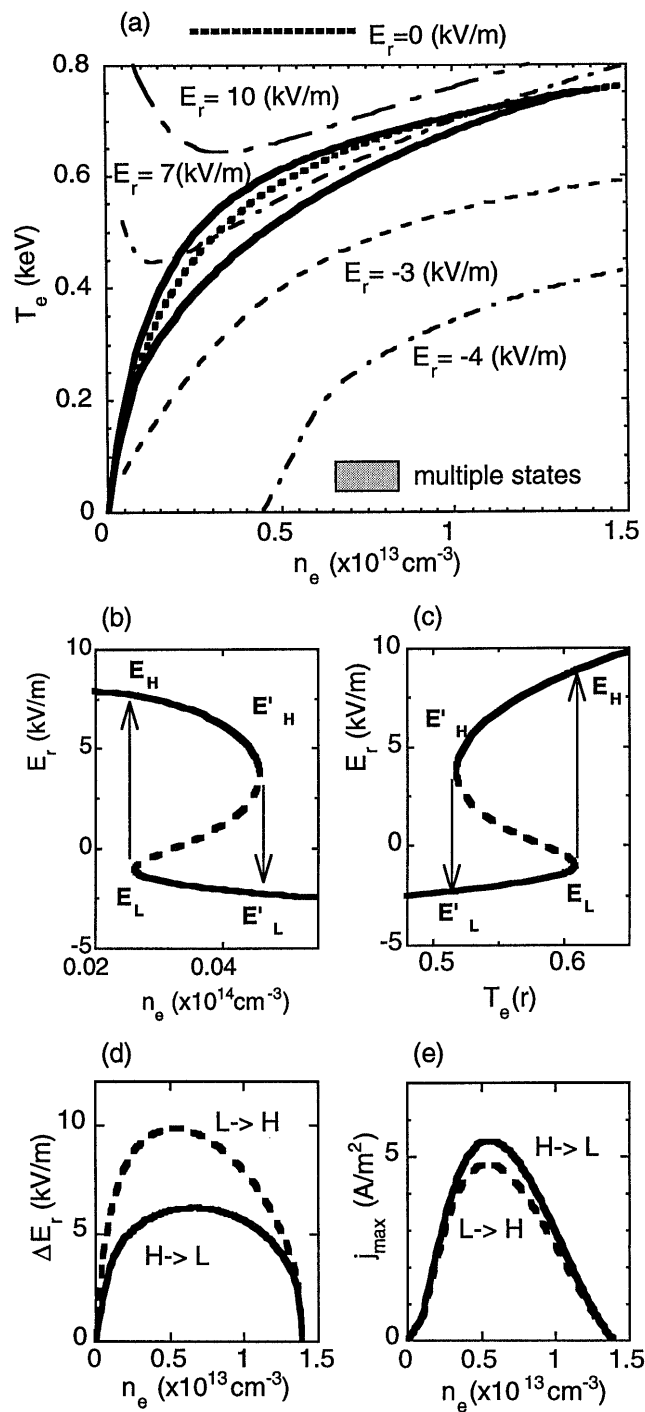 (a)
E_r=0 (kV/m)
0.8
E_r= 10 (kV/m)
0.6
E_r= 7(kV/m)
T_e (keV)
0.4
E_r= -3 (kV/m)
E_r= -4 (kV/m)
0.2
multiple states
0
0 0.5 1 1.5
n_e (x10^13 cm^-3)
(b)
10
E_H
E'_H
5
E_r (kV/m)
0
E_L
E'_L
-5
0.02 0.04
n_e (x10^14 cm^-3)
(c)
10
E_H
E'_H
5
E_r (kV/m)
0
E'_L
E_L
-5
0.5 0.6
T_e(r)
(d)
10
L-> H
ΔE_r (kV/m)
5
H-> L
0
0 0.5 1 1.5
n_e (x10^13 cm^-3)
(e)
H-> L
5
j_max (A/m^2)
L-> H
0
0 0.5 1 1.5
n_e (x10^13 cm^-3)